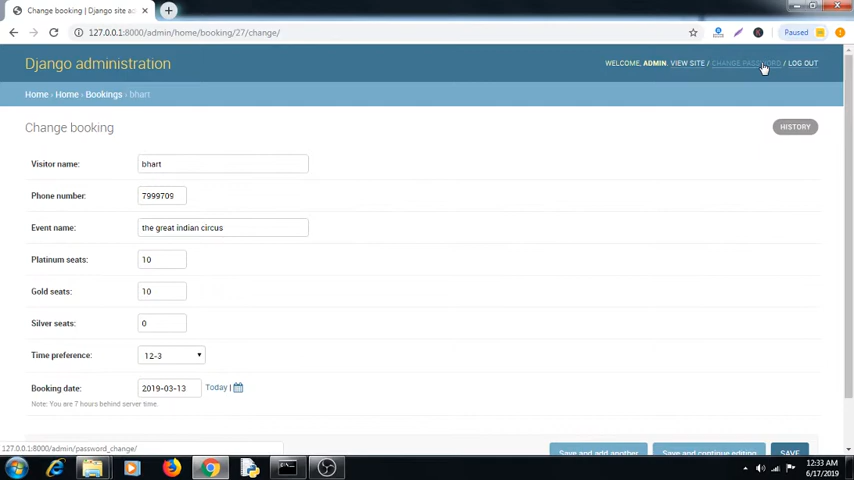 Change booking | Django site ad
127.0.0.1:8000/admin/home/booking/27/change/
Paused
Django administration
WELCOME, ADMIN. VIEW SITE / CHANGE PASSWORD / LOG OUT
Home › Home › Bookings › bhart
Change booking
HISTORY
Visitor name: bhart
Phone number: 7999709
Event name: the great indian circus
Platinum seats: 10
Gold seats: 10
Silver seats: 0
Time preference: 12-3
Booking date: 2019-03-13 Today |
Note: You are 7 hours behind server time.
Save and add another Save and continue editing SAVE
127.0.0.1:8000/admin/password_change/
12:33 AM
6/17/2019